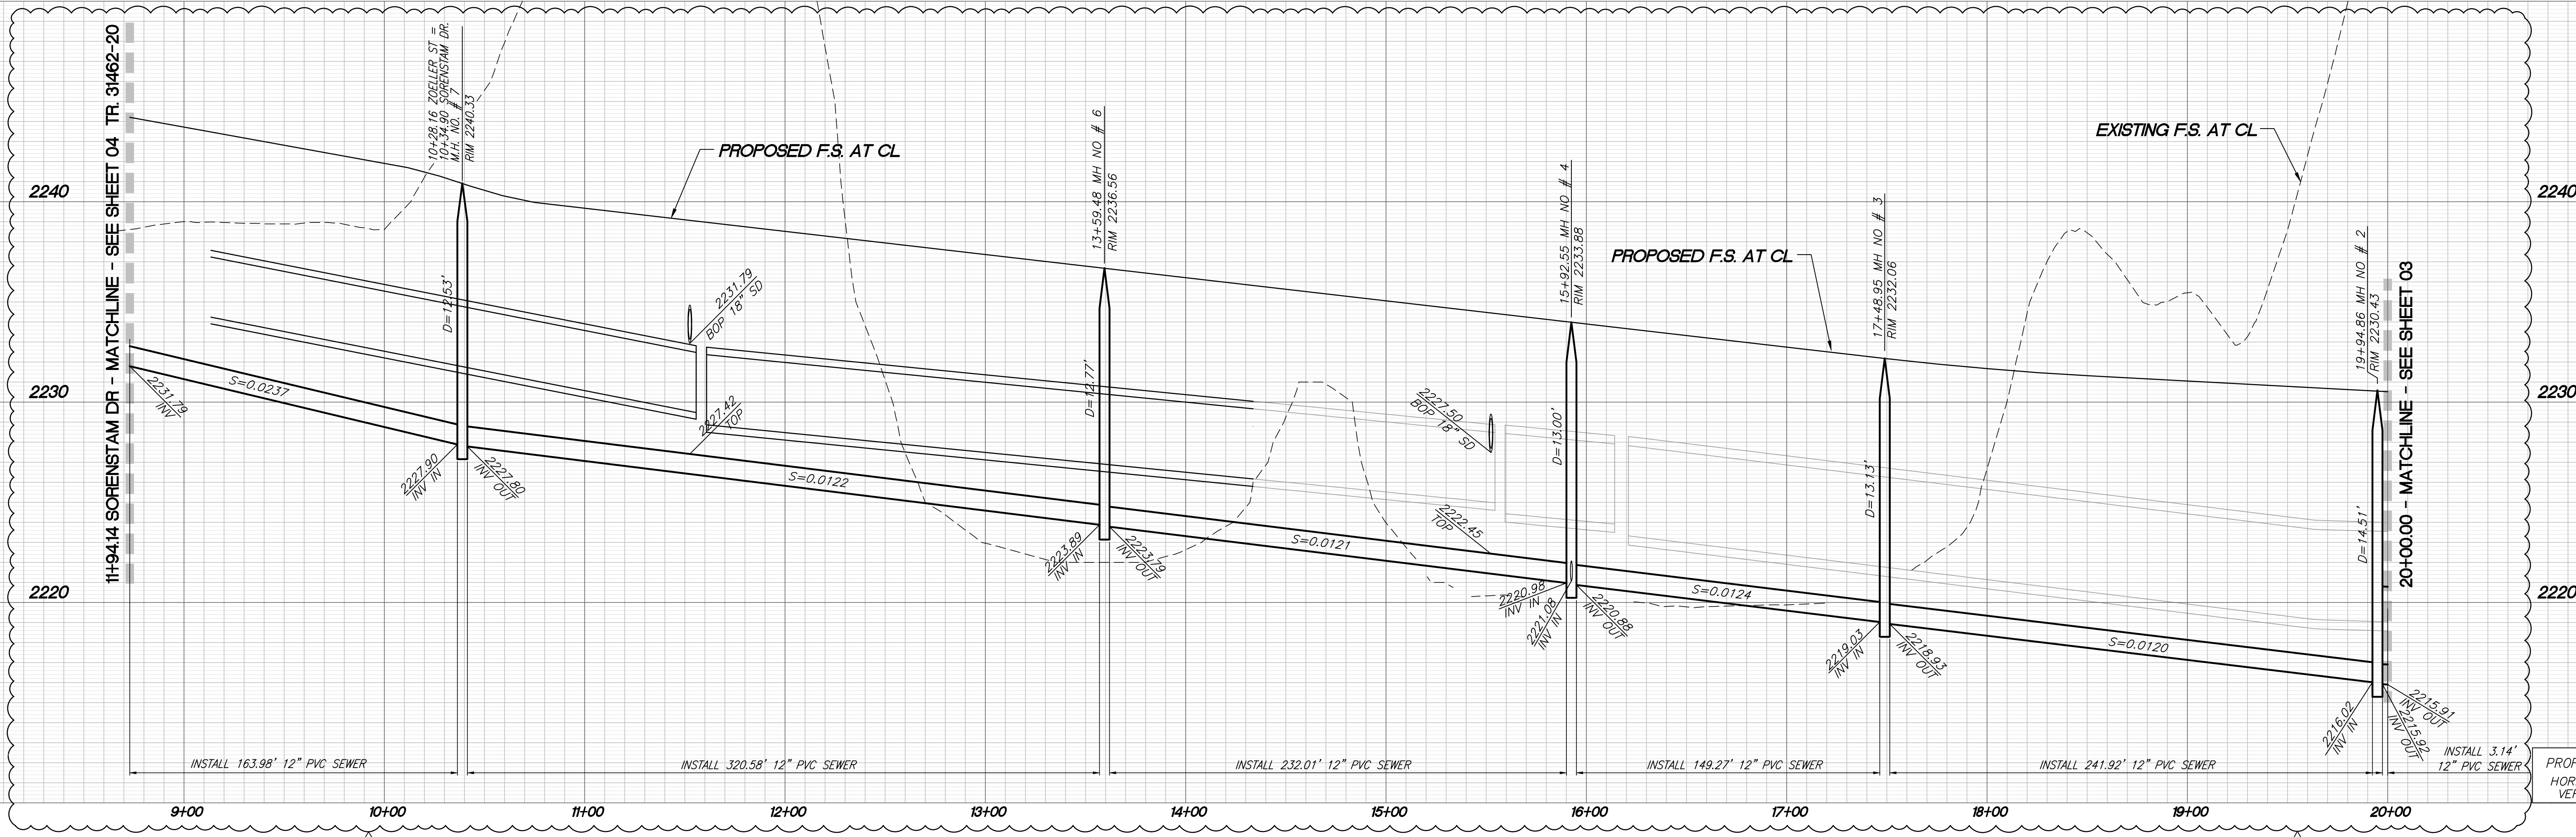 11+94.14 SORENSTAM DR - MATCHLINE - SEE SHEET 04 TR. 31462-20
10+28.16 ZOELLER ST =
10+34.90 SORENSTAM DR.
M.H. NO. # 7
RIM 2240.33
PROPOSED F.S. AT CL
13+59.48 MH NO # 6
RIM 2236.56
15+92.55 MH NO # 4
RIM 2233.88
PROPOSED F.S. AT CL
17+48.95 MH NO # 3
RIM 2232.06
EXISTING F.S. AT CL
19+94.86 MH NO # 2
RIM 2230.43
20+00.00 - MATCHLINE - SEE SHEET 03
2240
2240
2230
2230
2220
2220
D=12.53'
D=12.77'
D=13.00'
D=13.13'
D=14.51'
2231.79
BOP 18" SD
2227.42
TOP
2227.50
BOP 18" SD
2222.45
TOP
2231.79
INV
S=0.0237
2227.90
INV IN
2227.80
INV OUT
S=0.0122
2223.89
INV IN
2223.79
INV OUT
S=0.0121
2220.98
INV IN
2221.08
INV IN
2220.88
INV OUT
S=0.0124
2219.03
INV IN
2218.93
INV OUT
S=0.0120
2216.02
INV IN
2215.91
INV OUT
2215.92
INV OUT
INSTALL 163.98' 12" PVC SEWER
INSTALL 320.58' 12" PVC SEWER
INSTALL 232.01' 12" PVC SEWER
INSTALL 149.27' 12" PVC SEWER
INSTALL 241.92' 12" PVC SEWER
INSTALL 3.14'
12" PVC SEWER
PROF
HOR
VER
9+00
10+00
11+00
12+00
13+00
14+00
15+00
16+00
17+00
18+00
19+00
20+00